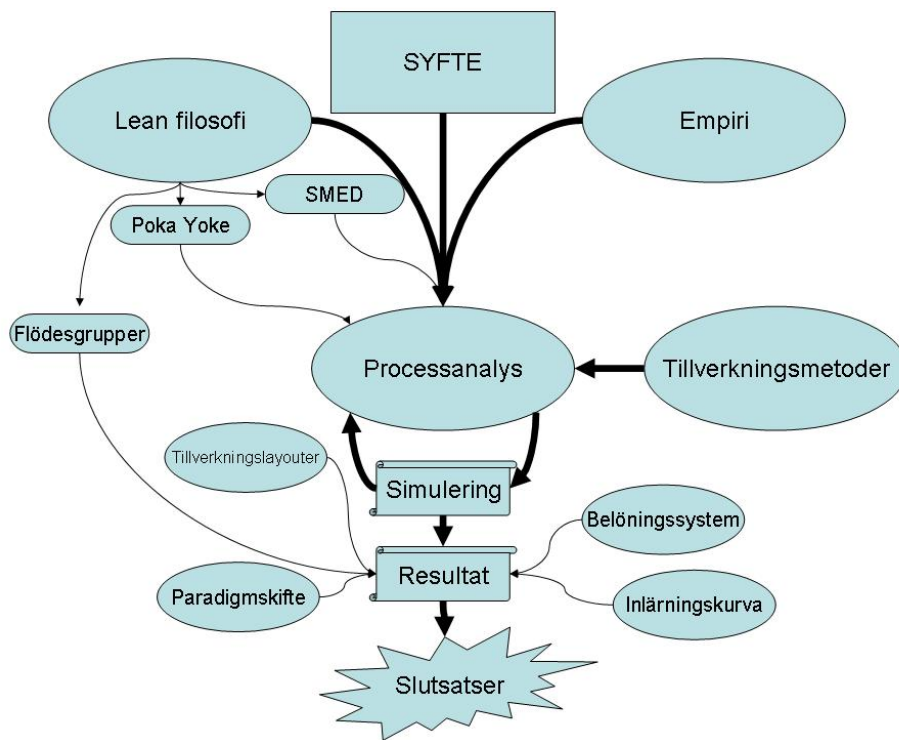 SYFTE
Lean filosofi
Empiri
SMED
Poka Yoke
Flödesgrupper
Processanalys
Tillverkningsmetoder
Tillverkningslayouter
Simulering
Belöningssystem
Resultat
Paradigmskifte
Inlärningskurva
Slutsatser